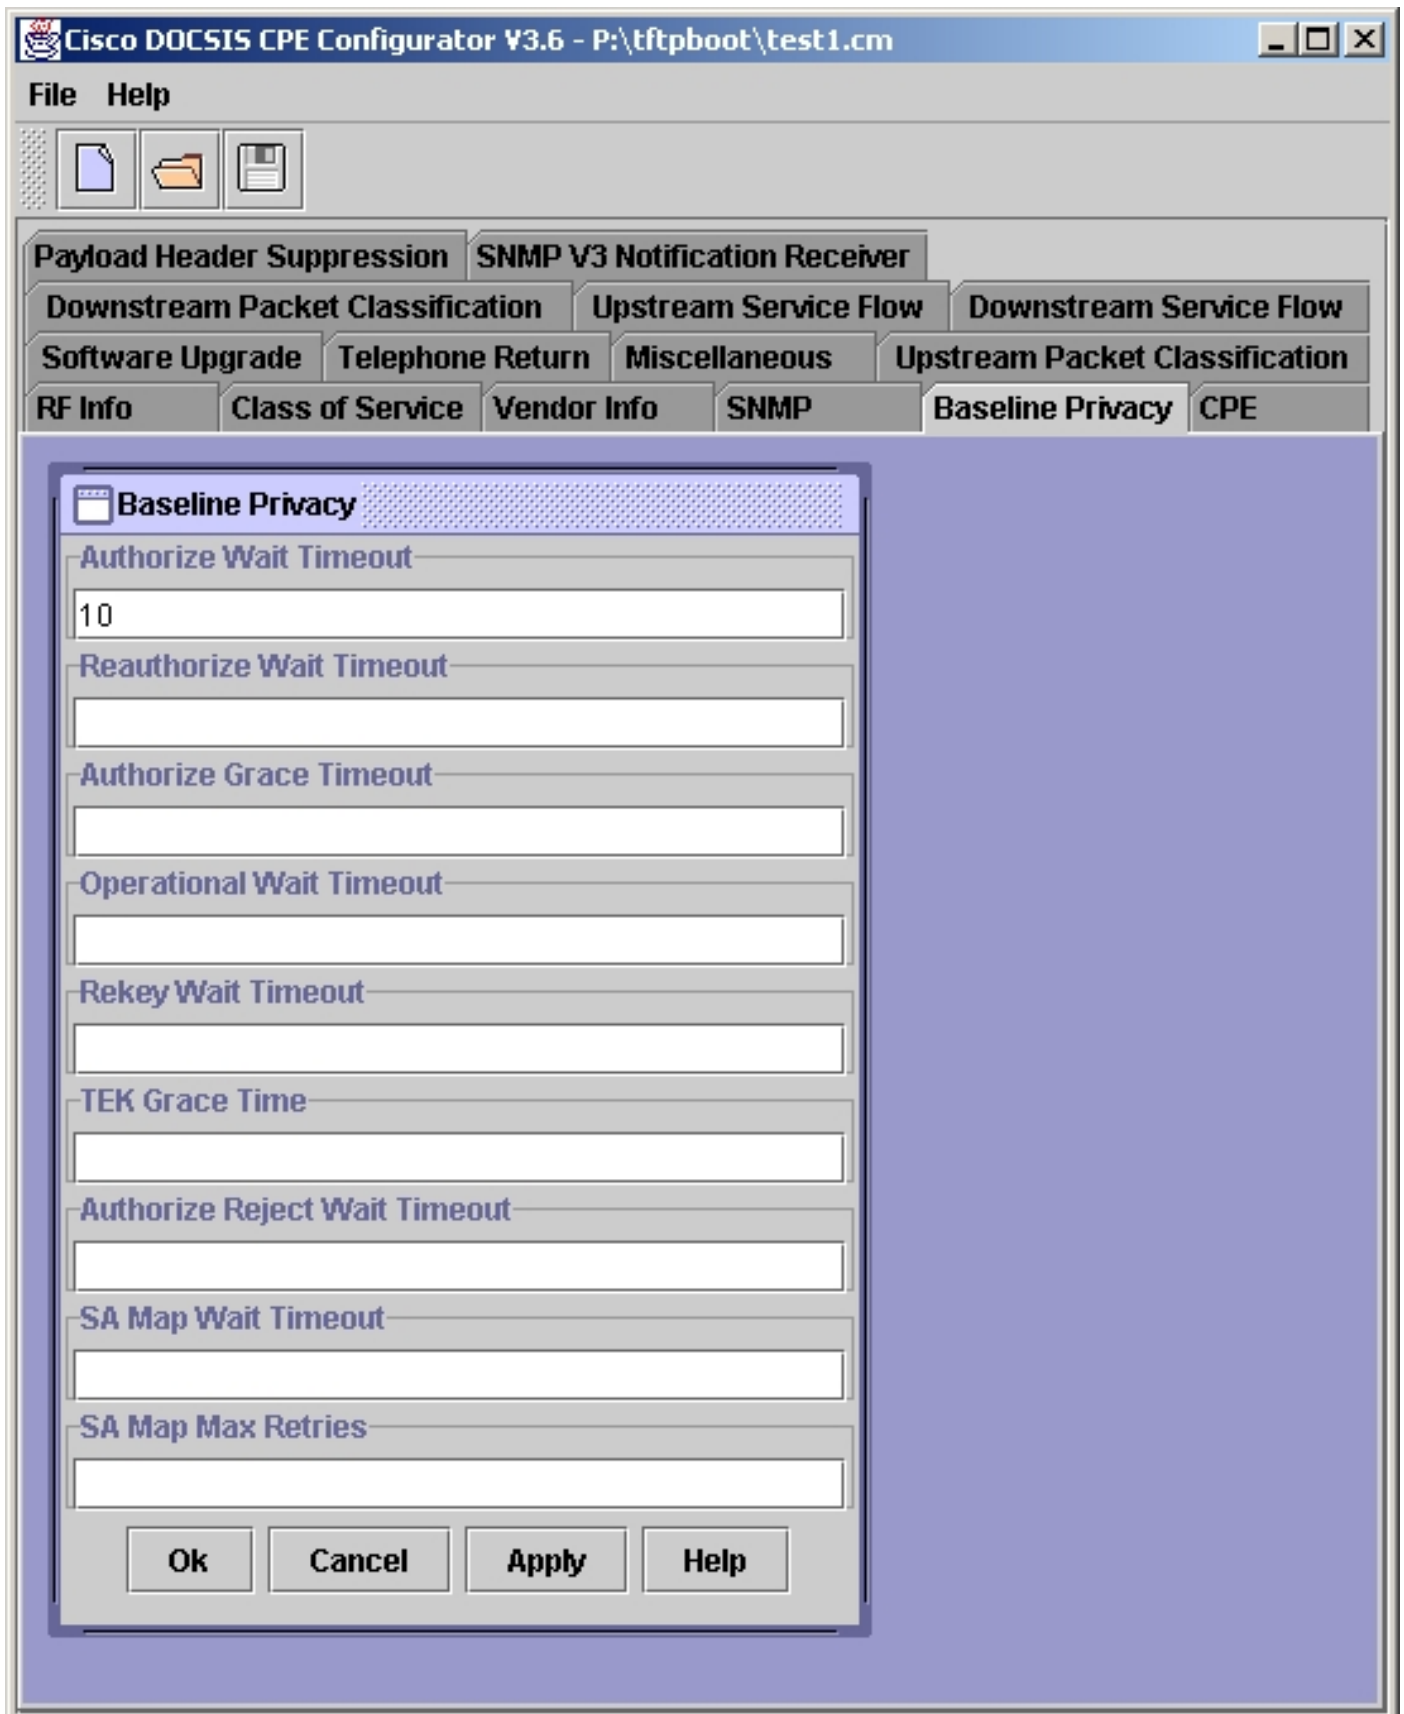 Cisco DOCSIS CPE Configurator V3.6 - P:\tftpboot\test1.cm
File Help
Payload Header Suppression SNMP V3 Notification Receiver
Downstream Packet Classification Upstream Service Flow Downstream Service Flow
Software Upgrade Telephone Return Miscellaneous Upstream Packet Classification
RF Info Class of Service Vendor Info SNMP Baseline Privacy CPE
Baseline Privacy
Authorize Wait Timeout
10
Reauthorize Wait Timeout
Authorize Grace Timeout
Operational Wait Timeout
Rekey Wait Timeout
TEK Grace Time
Authorize Reject Wait Timeout
SA Map Wait Timeout
SA Map Max Retries
Ok Cancel Apply Help